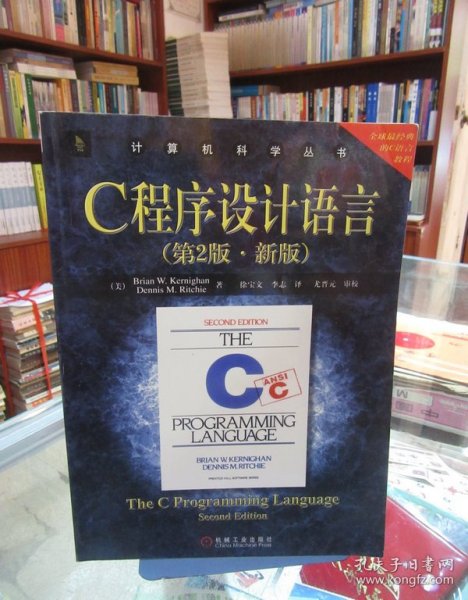 计算机科学丛书
全球最经典
的C语言
教程
C程序设计语言
(第2版·新版)
(美) Brian W. Kernighan
Dennis M. Ritchie 著 徐宝文 李志 译 尤晋元 审校
SECOND EDITION
THE
C
ANSI
C
PROGRAMMING
LANGUAGE
BRIAN W. KERNIGHAN
DENNIS M. RITCHIE
PRENTICE HALL SOFTWARE SERIES
The C Programming Language
Second Edition
机械工业出版社
China Machine Press
孔夫子旧书网
www.kongfz.com